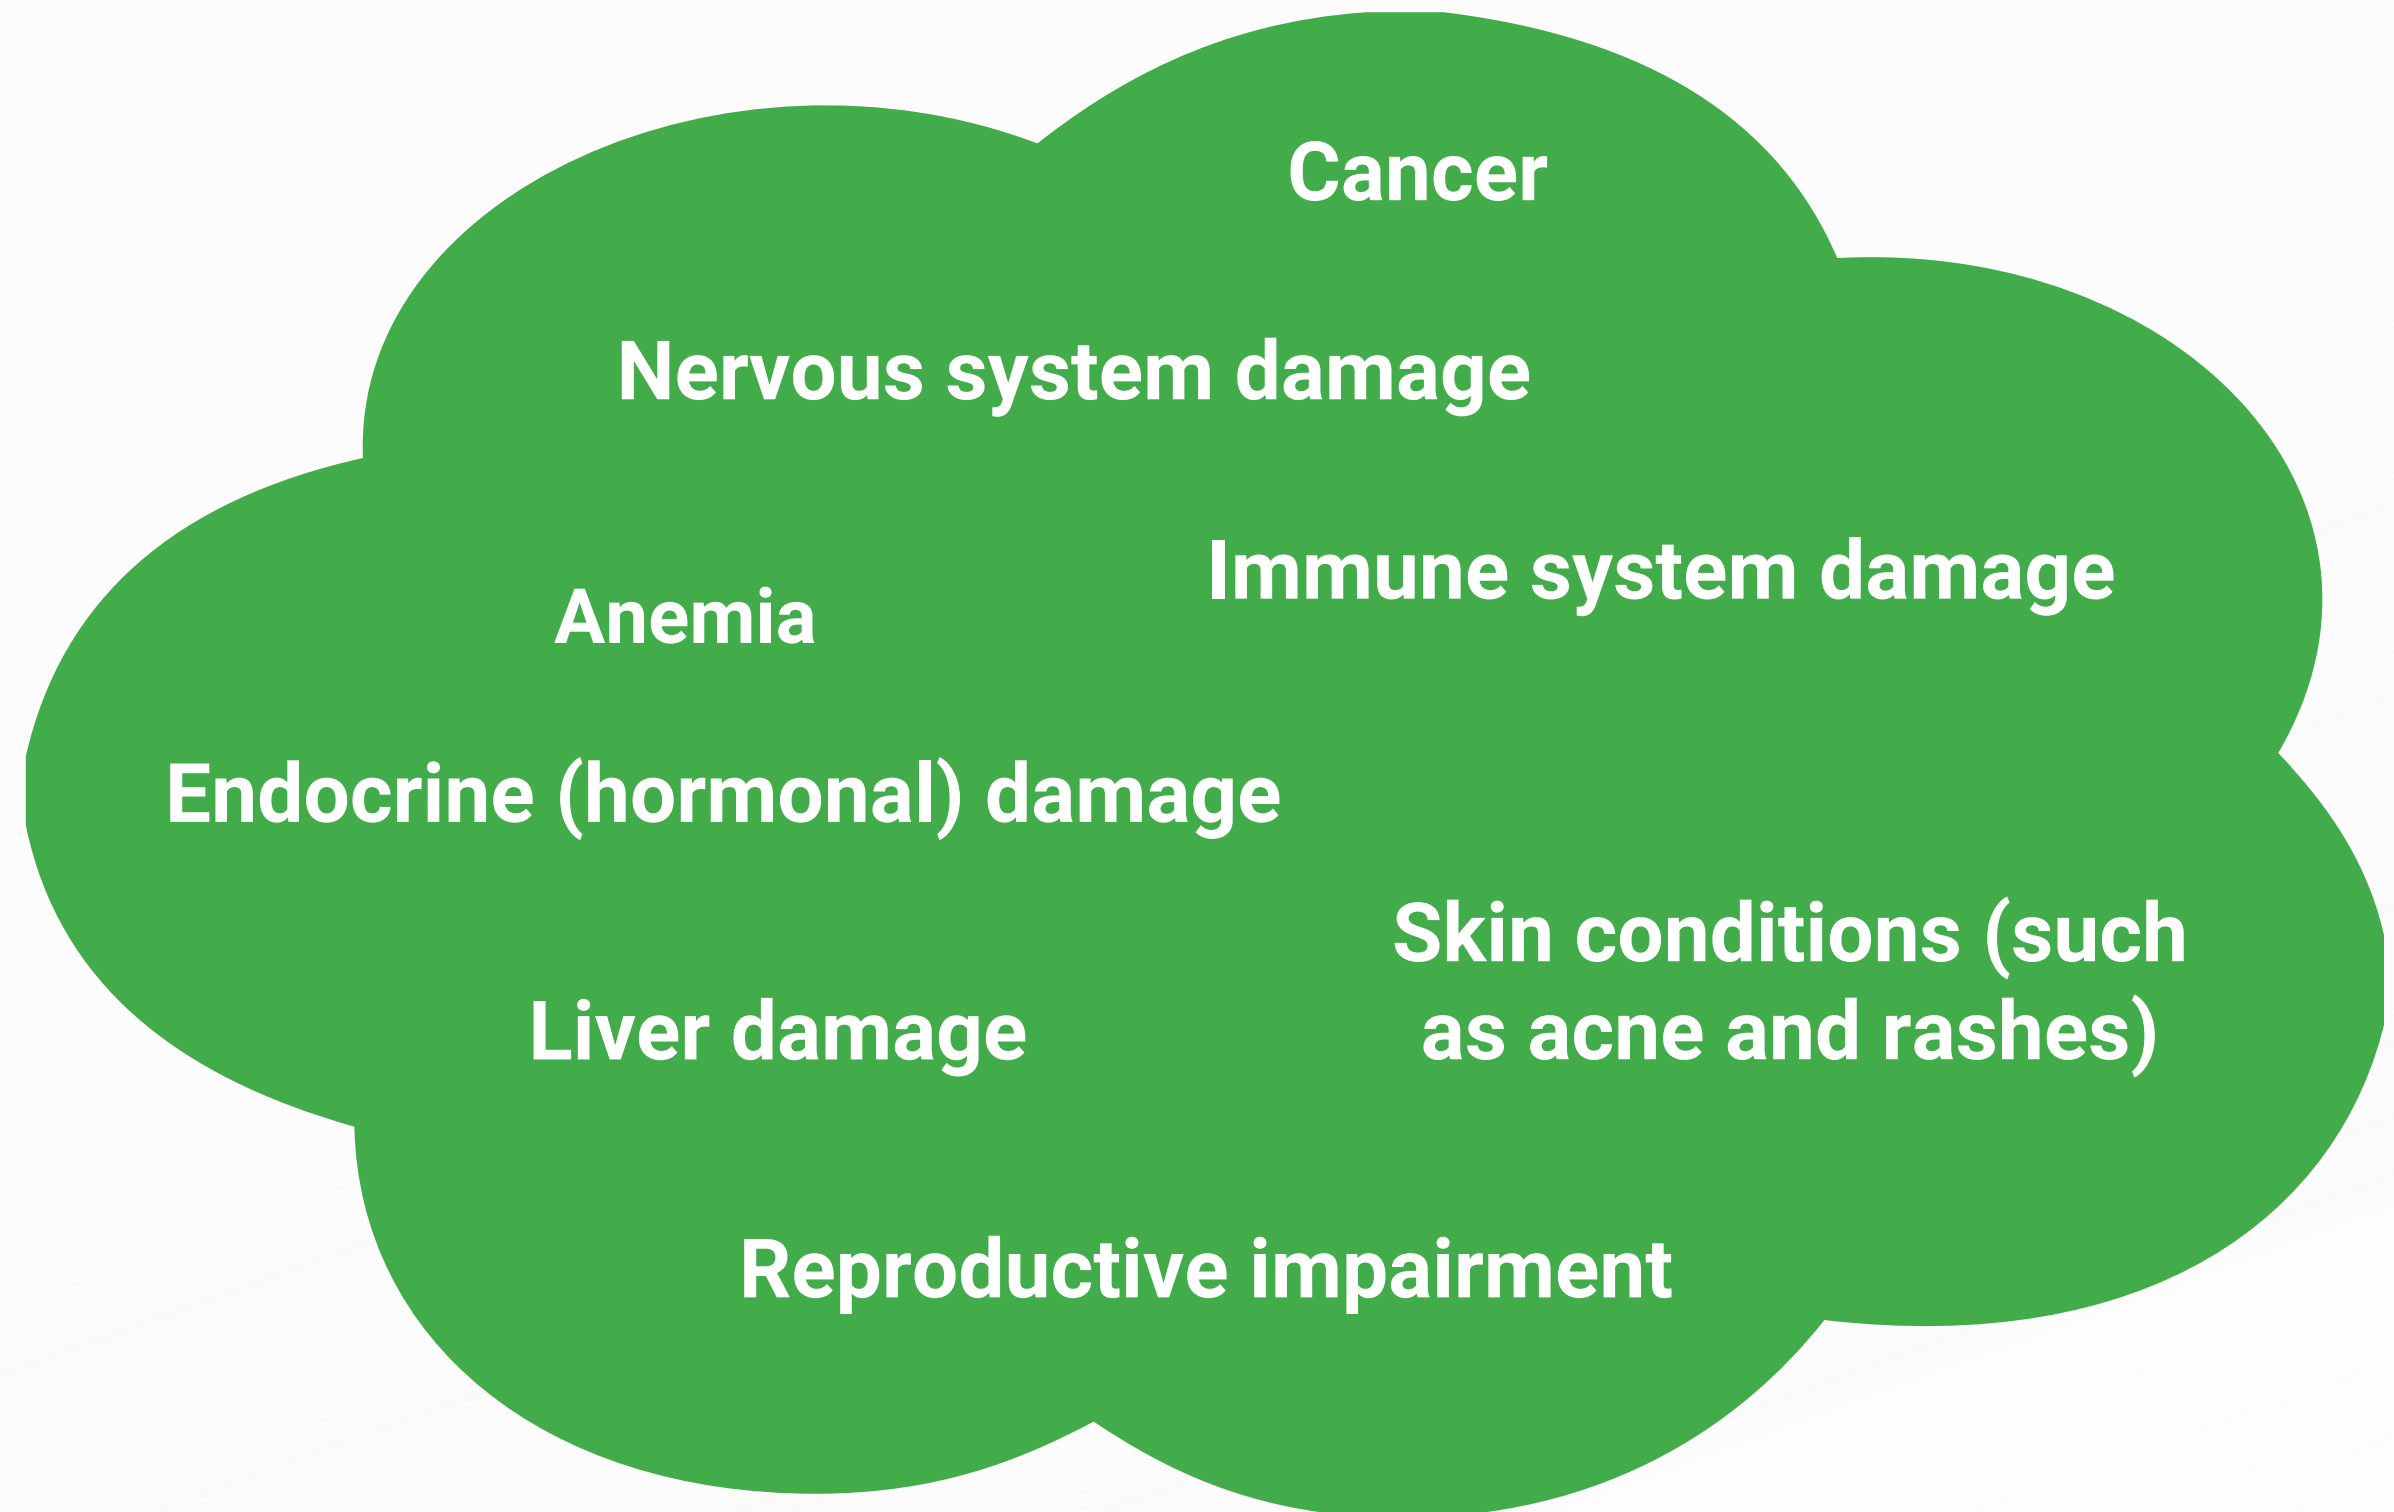 Cancer
Nervous system damage
Immune system damage
Anemia
Endocrine (hormonal) damage
Skin conditions (such
as acne and rashes)
Liver damage
Reproductive impairment